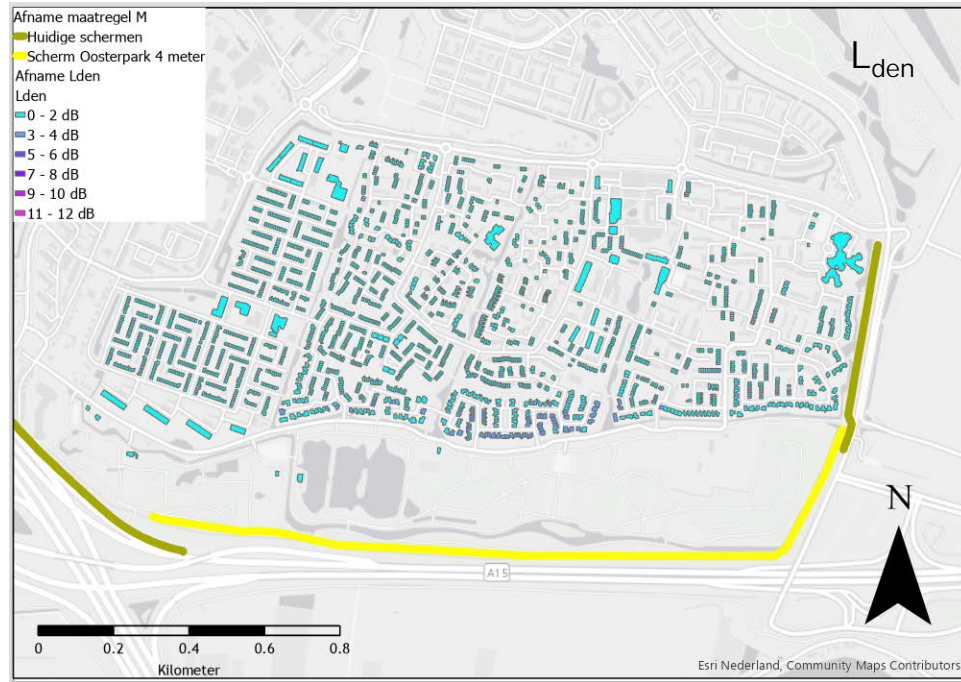 Afname maatregel M
Huidige schermen
Scherm Oosterpark 4 meter
Afname Lden
Lden
0 - 2 dB
3 - 4 dB
5 - 6 dB
7 - 8 dB
9 - 10 dB
11 - 12 dB
Lden
N
A15
0 0.2 0.4 0.6 0.8
Kilometer
Esri Nederland, Community Maps Contributors